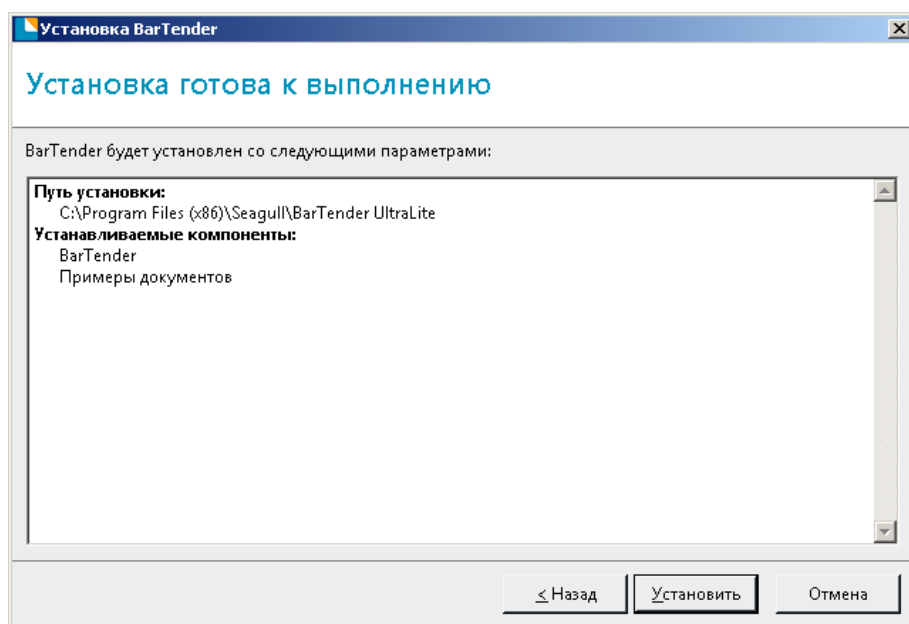 Установка BarTender
Установка готова к выполнению
BarTender будет установлен со следующими параметрами:
Путь установки:
C:\Program Files (x86)\Seagull\BarTender UltraLite
Устанавливаемые компоненты:
BarTender
Примеры документов
< Назад
Установить
Отмена